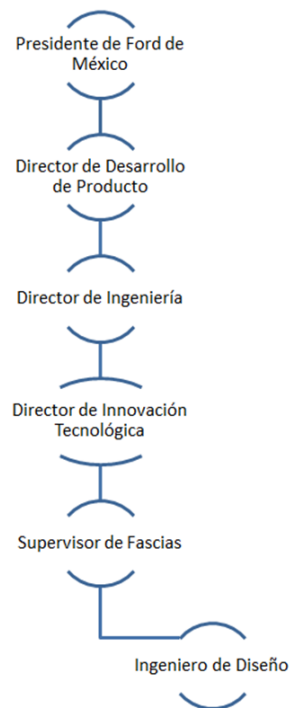 Presidente de Ford de
México
Director de Desarrollo
de Producto
Director de Ingeniería
Director de Innovación
Tecnológica
Supervisor de Fascias
Ingeniero de Diseño